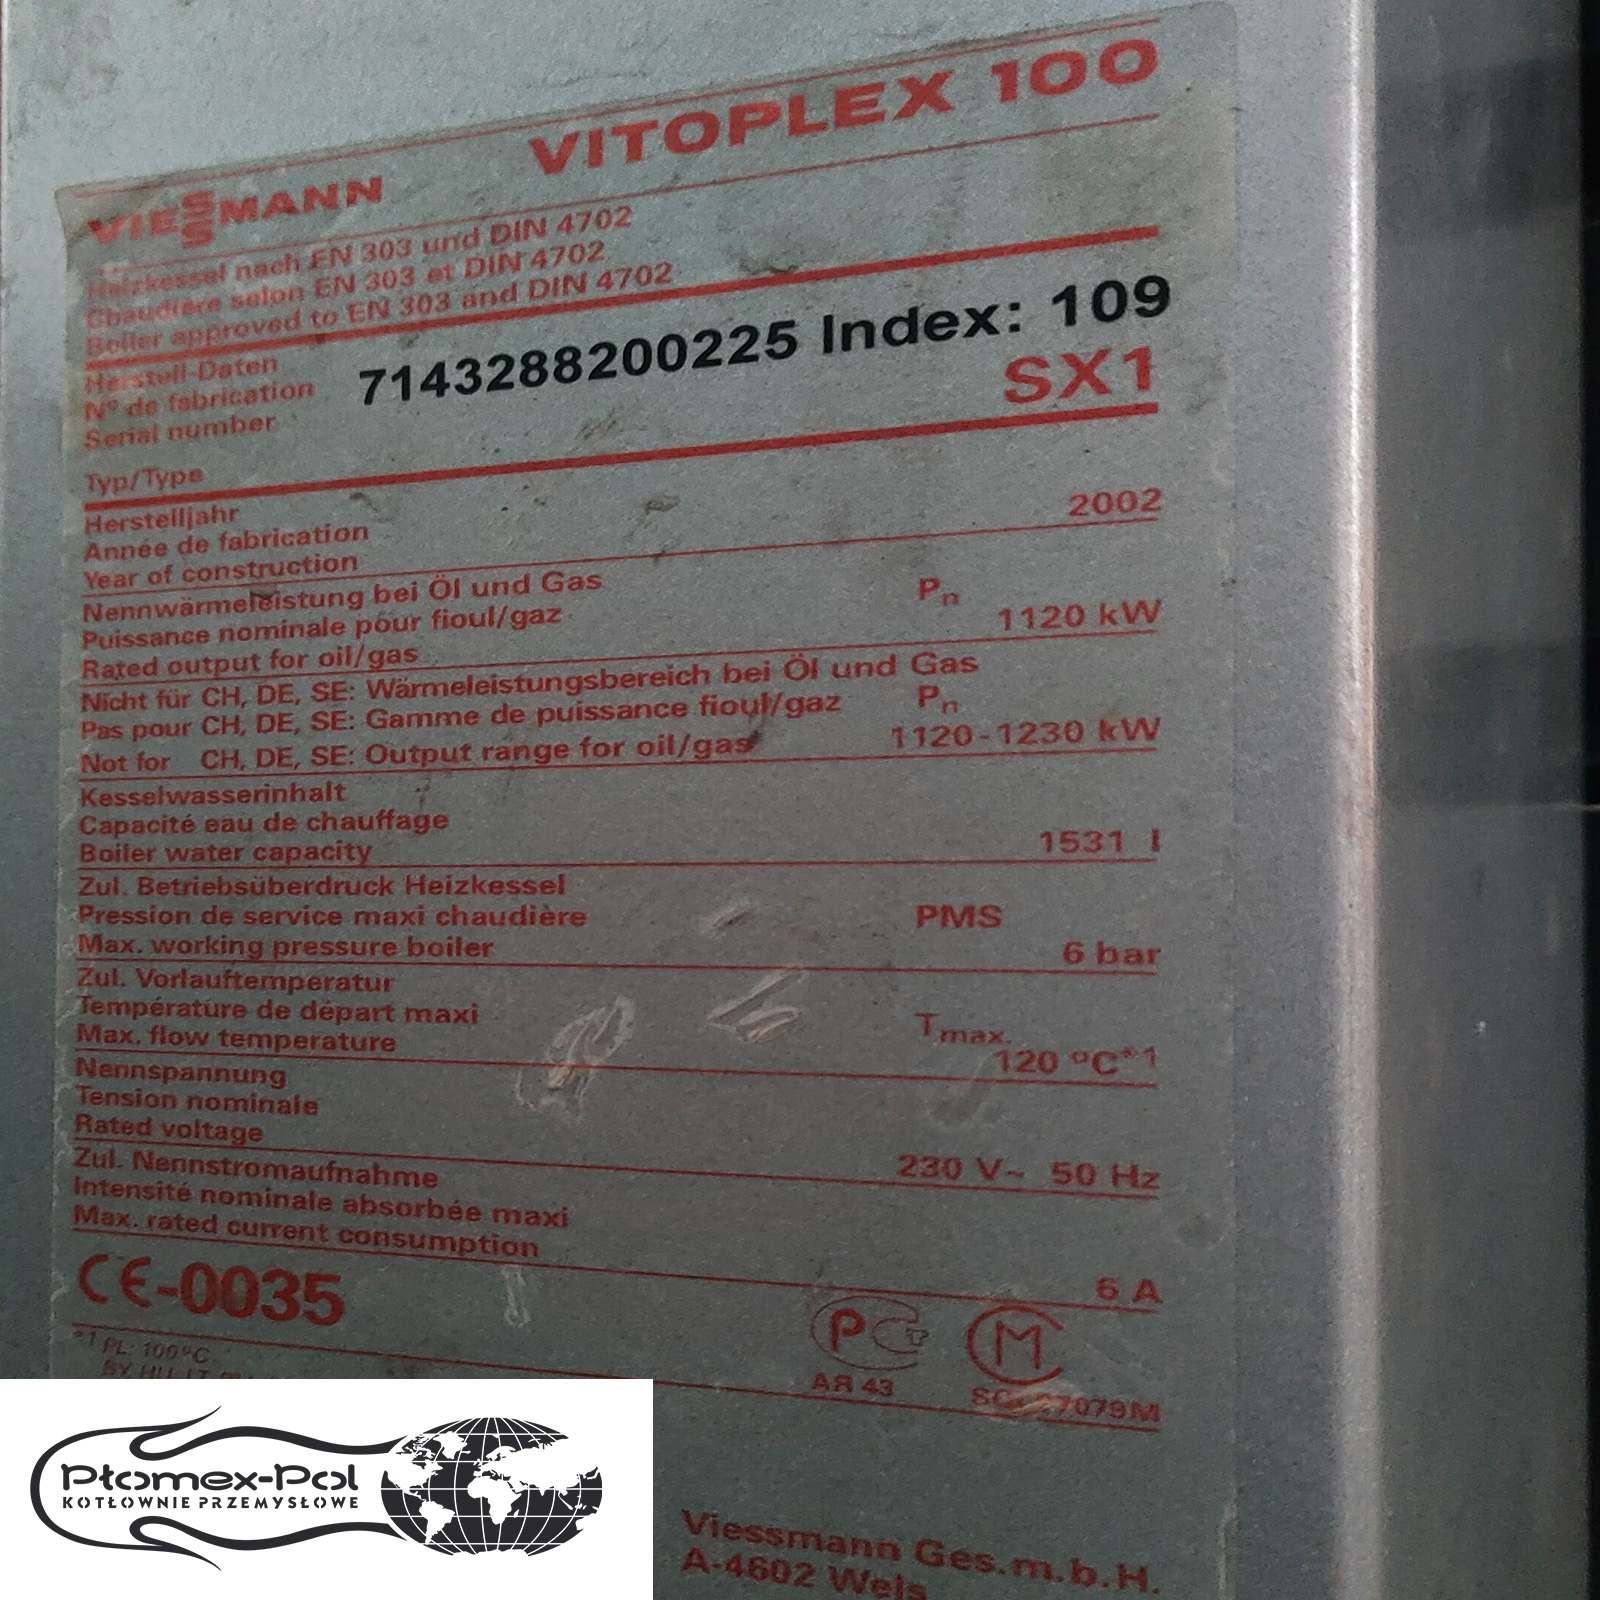 VIESSMANN VITOPLEX 100
Heizkessel nach EN 303 und DIN 4702
Chaudière selon EN 303 et DIN 4702
Boiler approved to EN 303 and DIN 4702
Herstell-Daten
N° de fabrication 7143288200225 Index: 109
Serial number
Typ/Type SX1
Herstelljahr
Année de fabrication
Year of construction 2002
Nennwärmeleistung bei Öl und Gas
Puissance nominale pour fioul/gaz Pn
Rated output for oil/gas 1120 kW
Nicht für CH, DE, SE: Wärmeleistungsbereich bei Öl und Gas
Pas pour CH, DE, SE: Gamme de puissance fioul/gaz Pn
Not for CH, DE, SE: Output range for oil/gas 1120-1230 kW
Kesselwasserinhalt
Capacité eau de chauffage
Boiler water capacity 1531 l
Zul. Betriebsüberdruck Heizkessel
Pression de service maxi chaudière PMS
Max. working pressure boiler 6 bar
Zul. Vorlauftemperatur
Température de départ maxi Tmax.
Max. flow temperature 120 °C*1
Nennspannung
Tension nominale
Rated voltage 230 V~ 50 Hz
Zul. Nennstromaufnahme
Intensité nominale absorbée maxi
Max. rated current consumption 6 A
CE-0035
АЯ 43
*1 PL: 100°C
Viessmann Ges.m.b.H.
A-4602 Wels
Płomex-Pol
KOTŁOWNIE PRZEMYSŁOWE